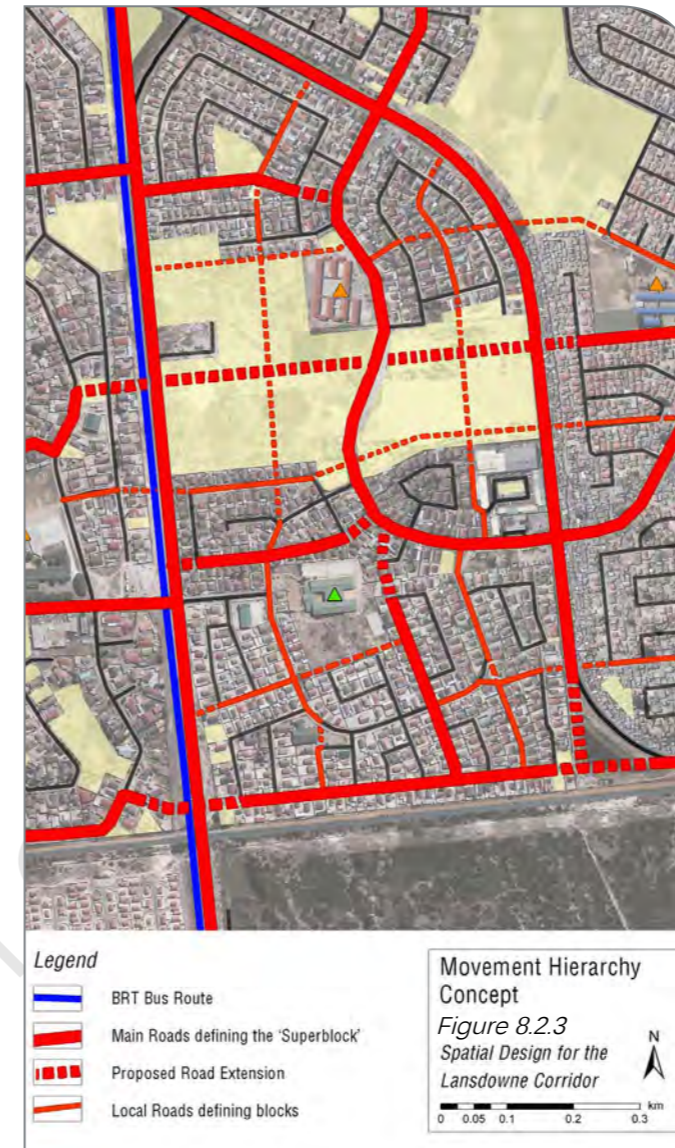 Legend
BRT Bus Route
Main Roads defining the ‘Superblock’
Proposed Road Extension
Local Roads defining blocks
Movement Hierarchy
Concept
Figure 8.2.3
Spatial Design for the
Lansdowne Corridor
N
km
0 0.05 0.1 0.2 0.3